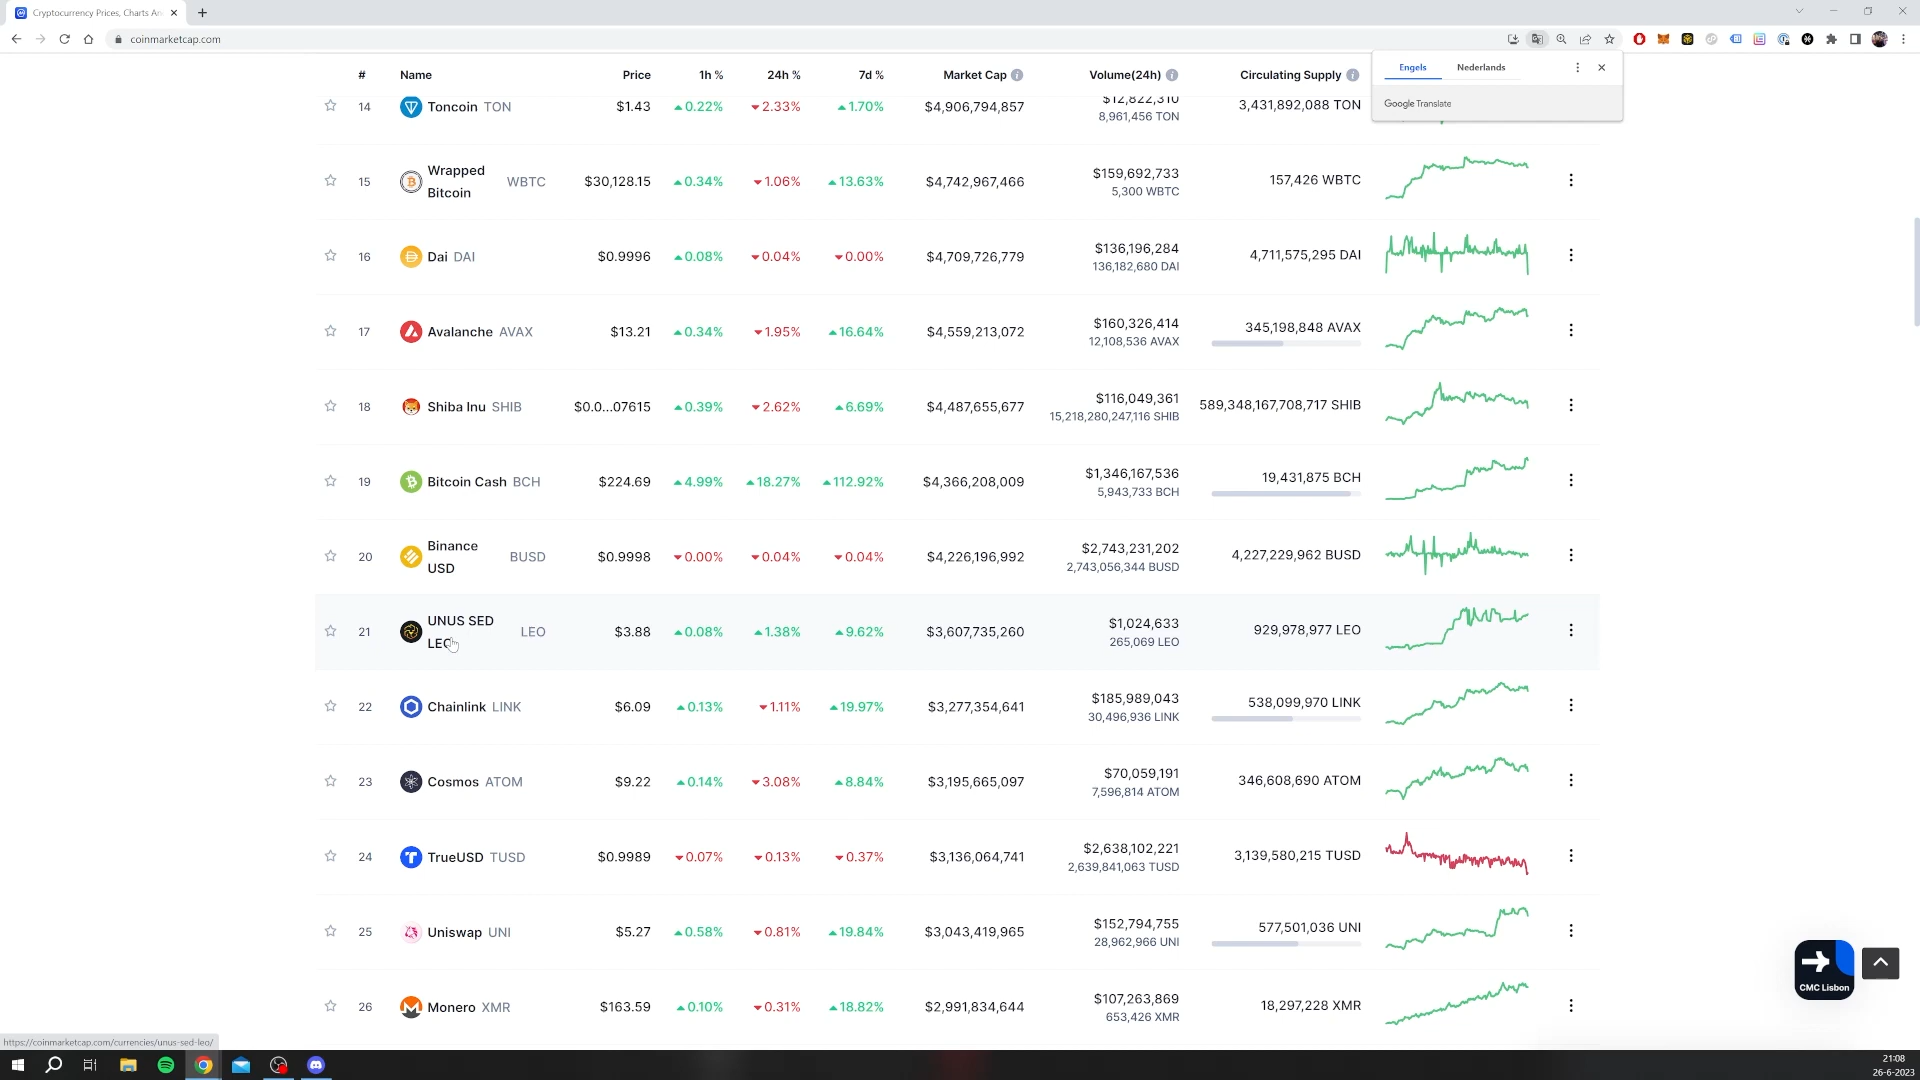 Cryptocurrency Prices, Charts An
coinmarketcap.com
Engels Nederlands
Google Translate
# Name Price 1h % 24h % 7d % Market Cap Volume(24h) Circulating Supply
14 Toncoin TON $1.43 0.22% 2.33% 1.70% $4,906,794,857 $12,822,310 3,431,892,088 TON
8,961,456 TON
15 Wrapped Bitcoin WBTC $30,128.15 0.34% 1.06% 13.63% $4,742,967,466 $159,692,733 157,426 WBTC
5,300 WBTC
16 Dai DAI $0.9996 0.08% 0.04% 0.00% $4,709,726,779 $136,196,284 4,711,575,295 DAI
136,182,680 DAI
17 Avalanche AVAX $13.21 0.34% 1.95% 16.64% $4,559,213,072 $160,326,414 345,198,848 AVAX
12,108,536 AVAX
18 Shiba Inu SHIB $0.0...07615 0.39% 2.62% 6.69% $4,487,655,677 $116,049,361 589,348,167,708,717 SHIB
15,218,280,247,116 SHIB
19 Bitcoin Cash BCH $224.69 4.99% 18.27% 112.92% $4,366,208,009 $1,346,167,536 19,431,875 BCH
5,943,733 BCH
20 Binance USD BUSD $0.9998 0.00% 0.04% 0.04% $4,226,196,992 $2,743,231,202 4,227,229,962 BUSD
2,743,056,344 BUSD
21 UNUS SED LEO LEO $3.88 0.08% 1.38% 9.62% $3,607,735,260 $1,024,633 929,978,977 LEO
265,069 LEO
22 Chainlink LINK $6.09 0.13% 1.11% 19.97% $3,277,354,641 $185,989,043 538,099,970 LINK
30,496,936 LINK
23 Cosmos ATOM $9.22 0.14% 3.08% 8.84% $3,195,665,097 $70,059,191 346,608,690 ATOM
7,596,814 ATOM
24 TrueUSD TUSD $0.9989 0.07% 0.13% 0.37% $3,136,064,741 $2,638,102,221 3,139,580,215 TUSD
2,639,841,063 TUSD
25 Uniswap UNI $5.27 0.58% 0.81% 19.84% $3,043,419,965 $152,794,755 577,501,036 UNI
28,962,966 UNI
26 Monero XMR $163.59 0.10% 0.31% 18.82% $2,991,834,644 $107,263,869 18,297,228 XMR
653,426 XMR
CMC Lisbon
https://coinmarketcap.com/currencies/unus-sed-leo/
21:08
26-6-2023